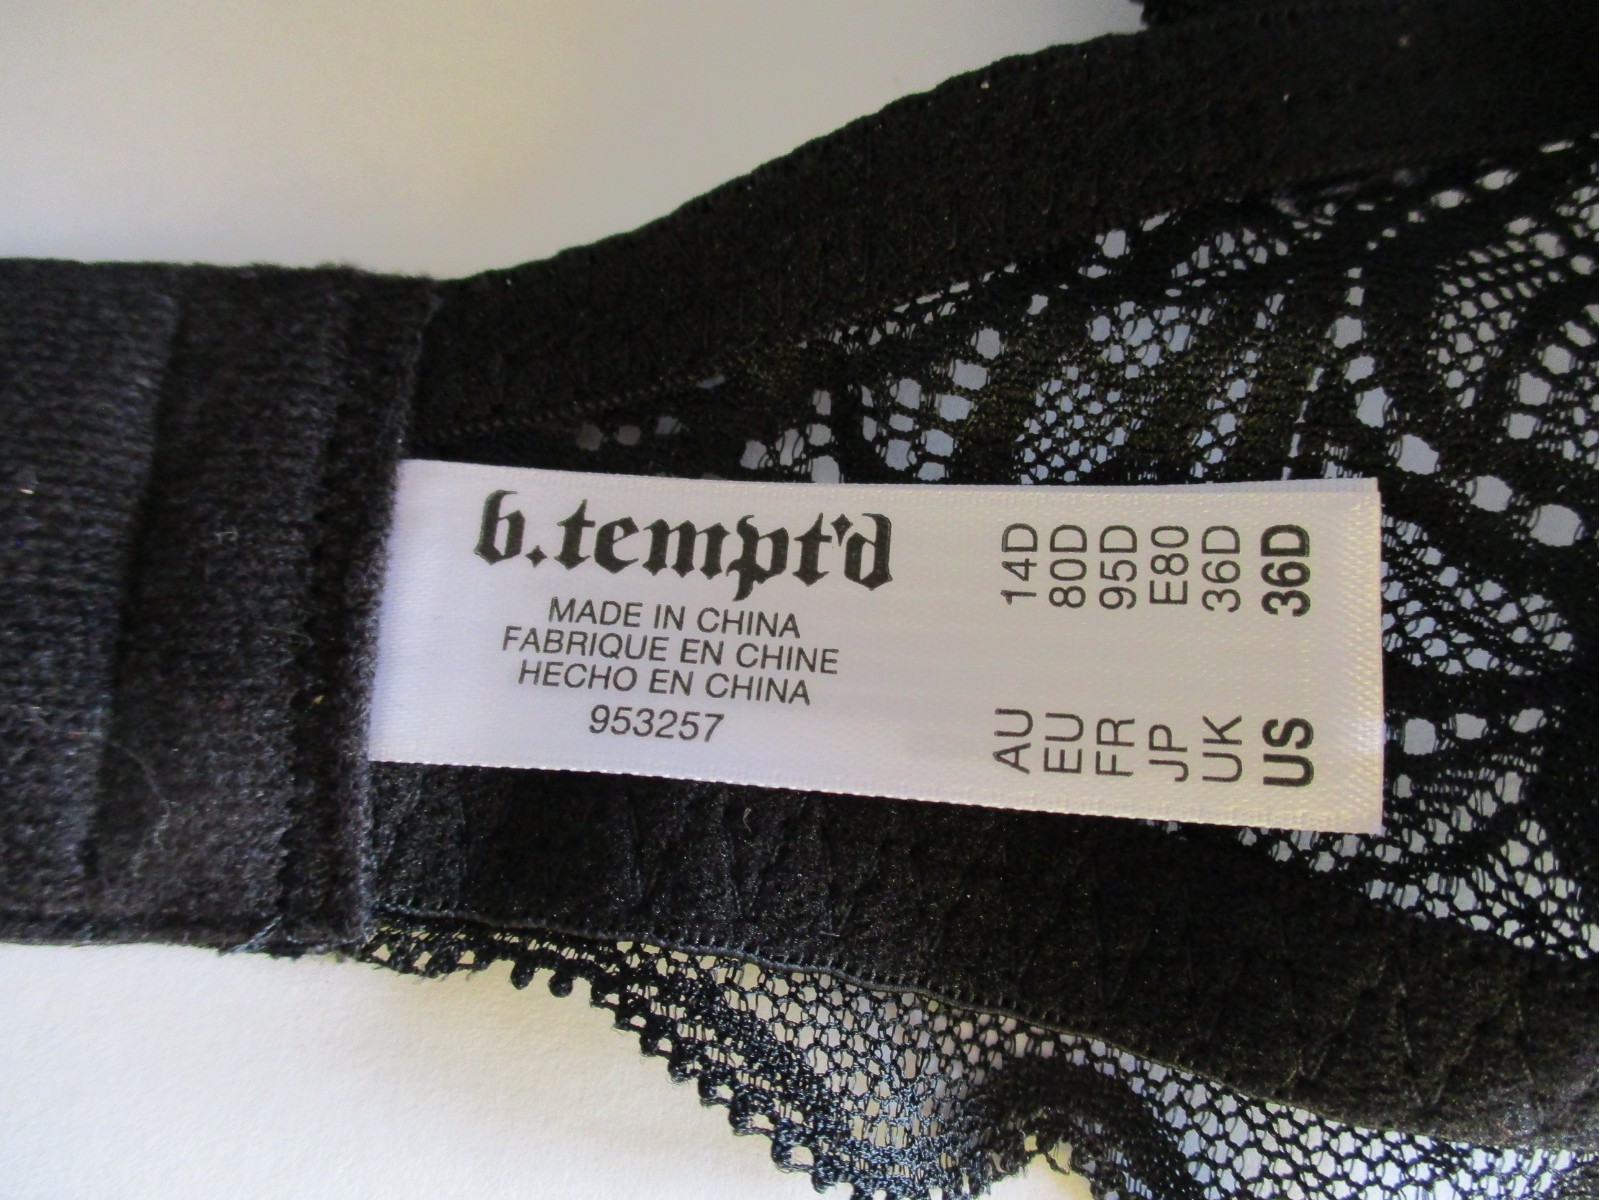 b.tempt'd
MADE IN CHINA
FABRIQUE EN CHINE
HECHO EN CHINA
953257
AU 14D
EU 80D
FR 95D
JP E80
UK 36D
US 36D